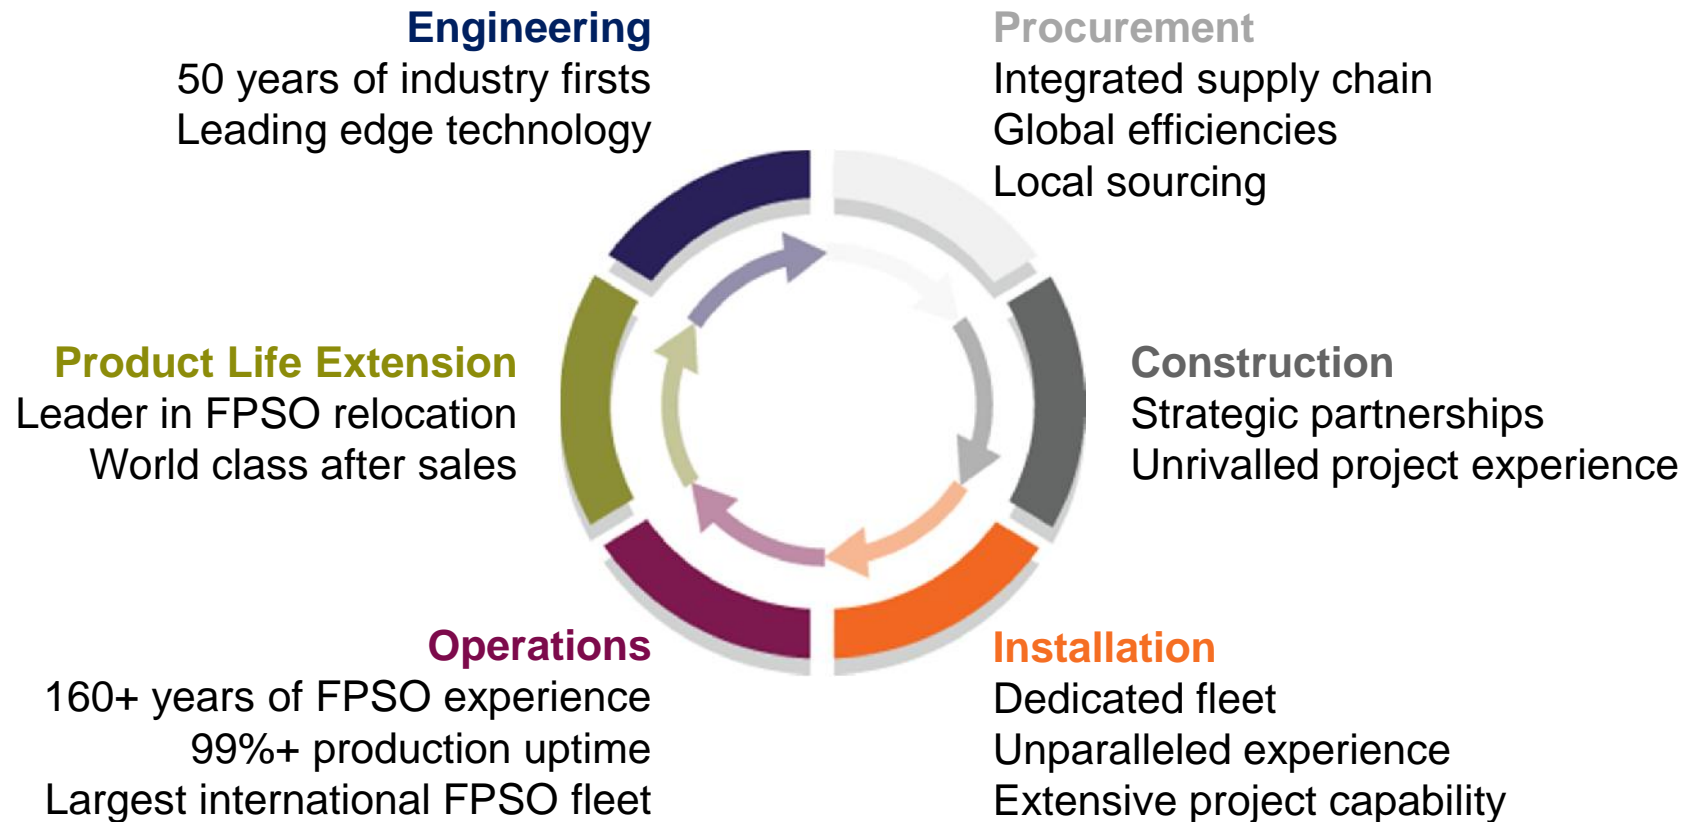 Engineering
50 years of industry firsts
Leading edge technology
Procurement
Integrated supply chain
Global efficiencies
Local sourcing
Product Life Extension
Leader in FPSO relocation
World class after sales
Construction
Strategic partnerships
Unrivalled project experience
Operations
160+ years of FPSO experience
99%+ production uptime
Largest international FPSO fleet
Installation
Dedicated fleet
Unparalleled experience
Extensive project capability